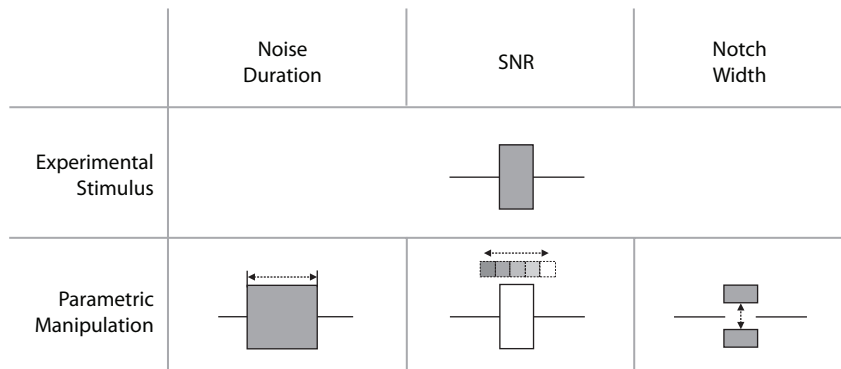 Noise
Duration
SNR
Notch
Width
Experimental
Stimulus
Parametric
Manipulation